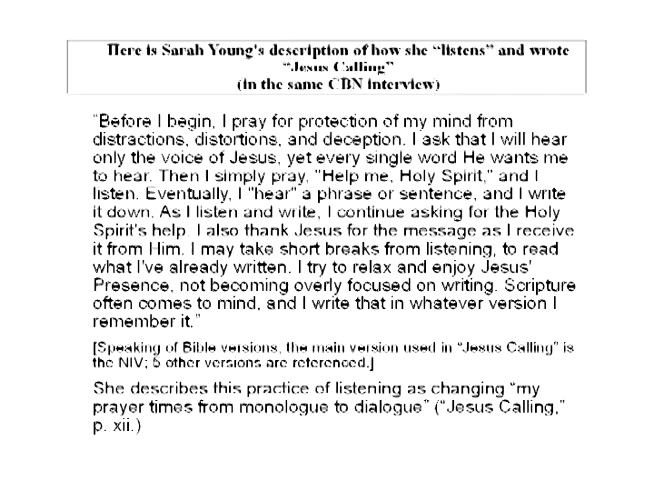 Here is Sarah Young's description of how she “listens” and wrote
“Jesus Calling”
(in the same CBN interview)
“Before I begin, I pray for protection of my mind from
distractions, distortions, and deception. I ask that I will hear
only the voice of Jesus, yet every single word He wants me
to hear. Then I simply pray, "Help me, Holy Spirit," and I
listen. Eventually, I "hear" a phrase or sentence, and I write
it down. As I listen and write, I continue asking for the Holy
Spirit's help. I also thank Jesus for the message as I receive
it from Him. I may take short breaks from listening, to read
what I've already written. I try to relax and enjoy Jesus'
Presence, not becoming overly focused on writing. Scripture
often comes to mind, and I write that in whatever version I
remember it.”
[Speaking of Bible versions, the main version used in “Jesus Calling” is
the NIV; 5 other versions are referenced.]
She describes this practice of listening as changing “my
prayer times from monologue to dialogue” (“Jesus Calling,”
p. xii.)